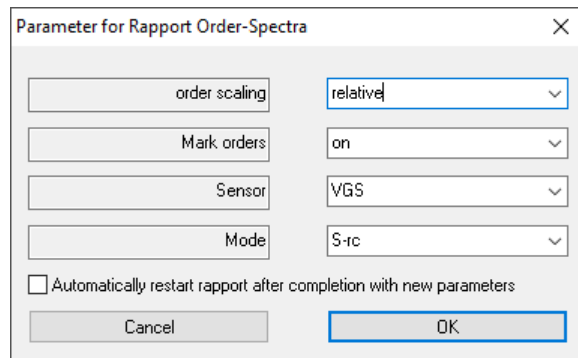 Parameter for Rapport Order-Spectra
order scaling relative
Mark orders on
Sensor VGS
Mode S-rc
Automatically restart rapport after completion with new parameters
Cancel OK